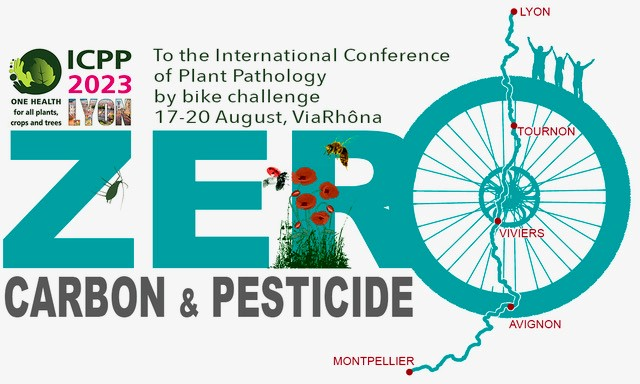 ICPP
2023
LYON
ONE HEALTH
for all plants,
crops and trees
To the International Conference
of Plant Pathology
by bike challenge
17-20 August, ViaRhôna
ZERO
CARBON & PESTICIDE
LYON
TOURNON
VIVIERS
AVIGNON
MONTPELLIER